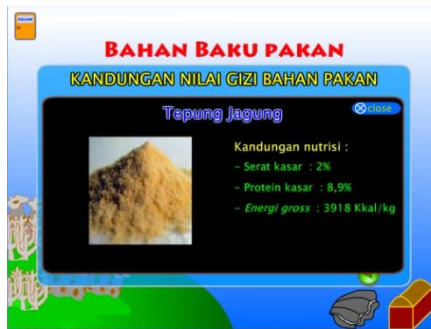 BAHAN BAKU PAKAN
KANDUNGAN NILAI GIZI BAHAN PAKAN
Tepung Jagung
close
Kandungan nutrisi :
- Serat kasar : 2%
- Protein kasar : 8,9%
- Energi gross : 3918 Kkal/kg